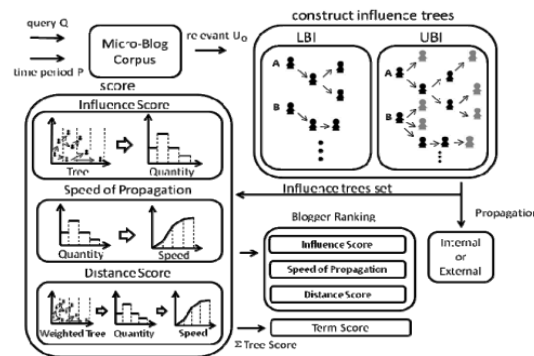 construct influence trees
query Q
Micro-Blog
Corpus
relevant U₀
time period P
LBI
UBI
A
B
A
B
score
Influence Score
Tree
Quantity
Speed of Propagation
Quantity
Speed
Distance Score
Weighted Tree
Quantity
Speed
Influence trees set
Propagation
Internal
or
External
Blogger Ranking
Influence Score
Speed of Propagation
Distance Score
Term Score
ΣTree Score